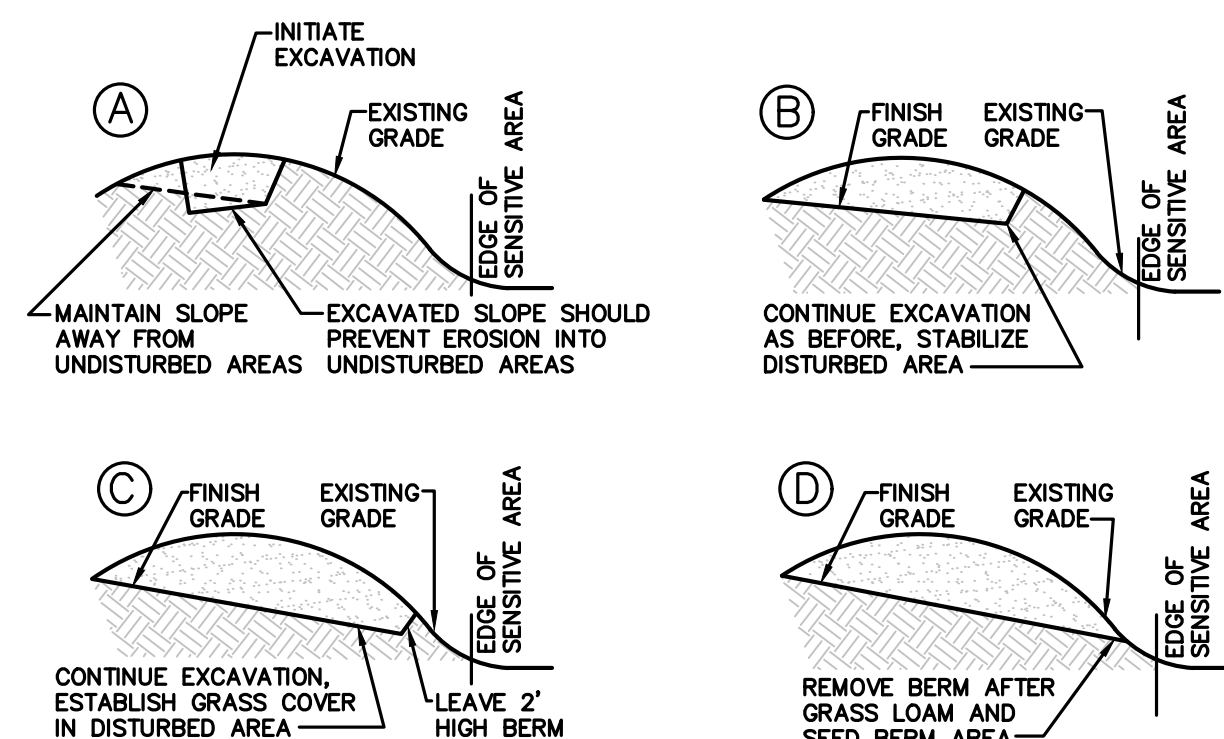 A
INITIATE
EXCAVATION
EXISTING
GRADE
EDGE OF
SENSITIVE AREA
MAINTAIN SLOPE
AWAY FROM
UNDISTURBED AREAS
EXCAVATED SLOPE SHOULD
PREVENT EROSION INTO
UNDISTURBED AREAS
B
FINISH
GRADE
EXISTING
GRADE
EDGE OF
SENSITIVE AREA
CONTINUE EXCAVATION
AS BEFORE, STABILIZE
DISTURBED AREA
C
FINISH
GRADE
EXISTING
GRADE
EDGE OF
SENSITIVE AREA
CONTINUE EXCAVATION,
ESTABLISH GRASS COVER
IN DISTURBED AREA
LEAVE 2'
HIGH BERM
D
FINISH
GRADE
EXISTING
GRADE
EDGE OF
SENSITIVE AREA
REMOVE BERM AFTER
GRASS LOAM AND
SEED BERM AREA